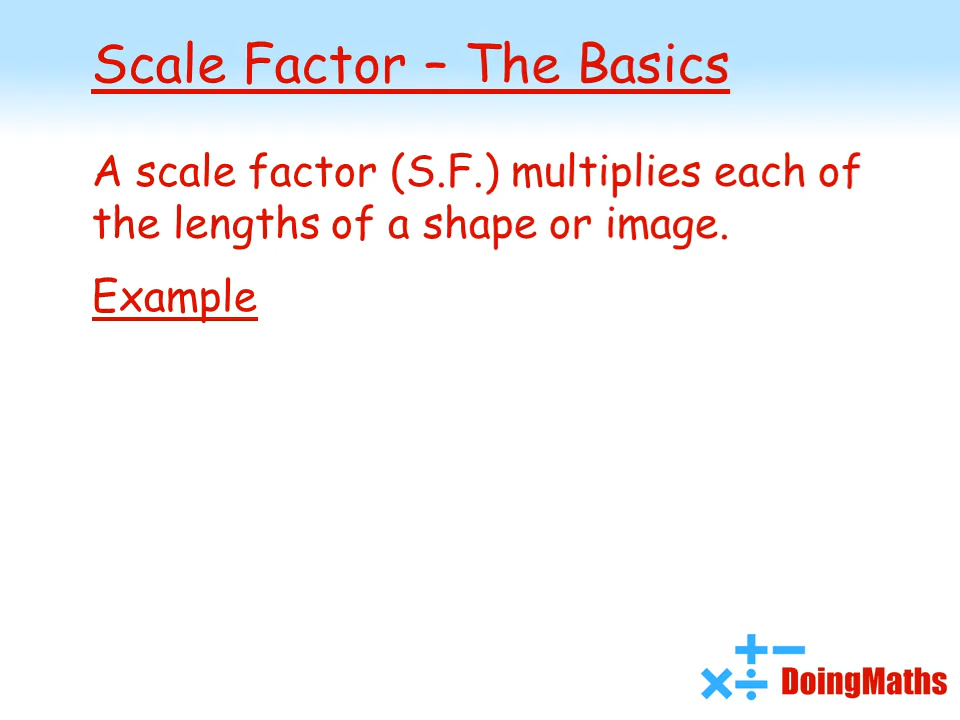 Scale Factor – The Basics
A scale factor (S.F.) multiplies each of
the lengths of a shape or image.
Example
DoingMaths